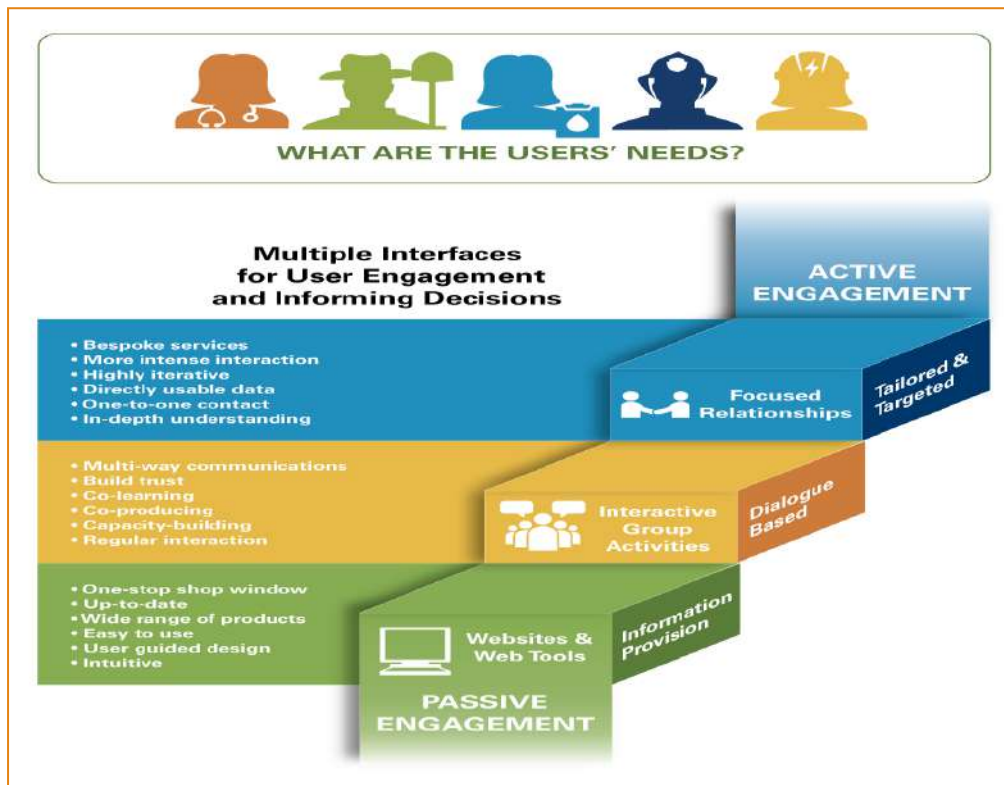 WHAT ARE THE USERS' NEEDS?
Multiple Interfaces
for User Engagement
and Informing Decisions
ACTIVE
ENGAGEMENT
• Bespoke services
• More intense interaction
• Highly iterative
• Directly usable data
• One-to-one contact
• In-depth understanding
Focused
Relationships
Tailored &
Targeted
• Multi-way communications
• Build trust
• Co-learning
• Co-producing
• Capacity-building
• Regular interaction
Interactive
Group
Activities
Dialogue
Based
• One-stop shop window
• Up-to-date
• Wide range of products
• Easy to use
• User guided design
• Intuitive
Websites &
Web Tools
Information
Provision
PASSIVE
ENGAGEMENT